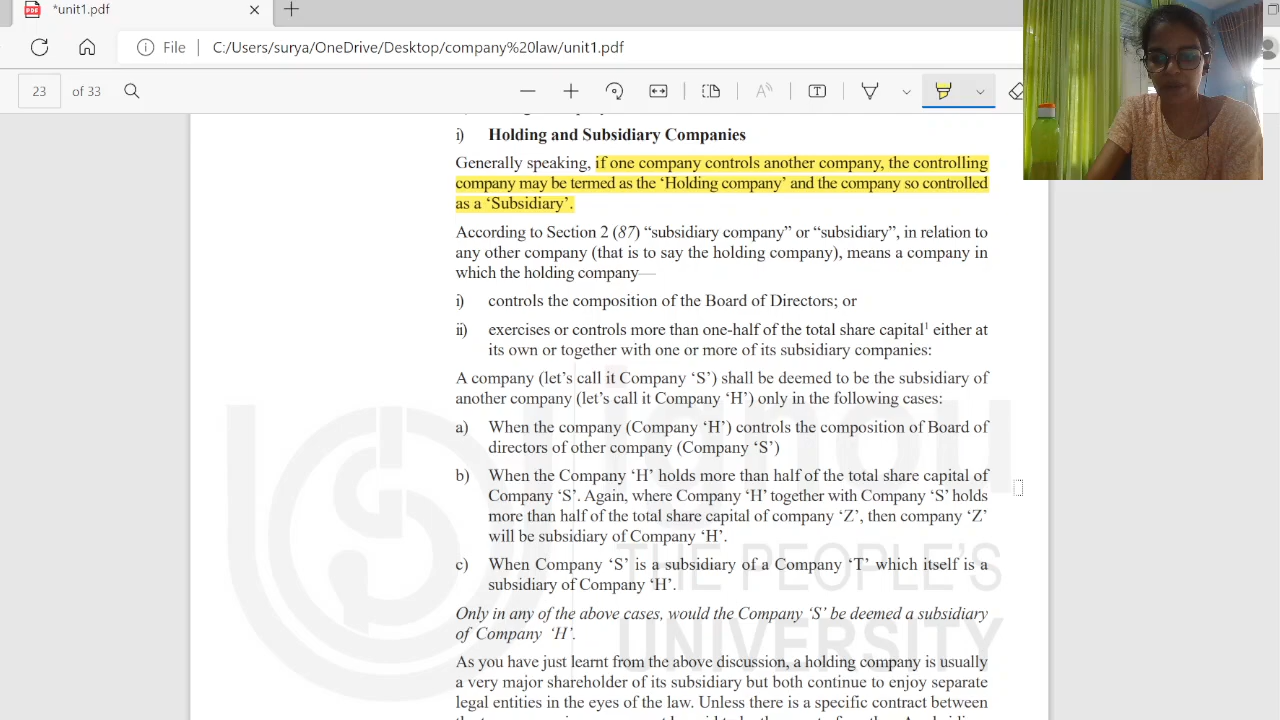 *unit1.pdf
File C:/Users/surya/OneDrive/Desktop/company%20law/unit1.pdf
23 of 33
i) Holding and Subsidiary Companies
Generally speaking, if one company controls another company, the controlling
company may be termed as the ‘Holding company’ and the company so controlled
as a ‘Subsidiary’.
According to Section 2 (87) “subsidiary company” or “subsidiary”, in relation to
any other company (that is to say the holding company), means a company in
which the holding company—
i) controls the composition of the Board of Directors; or
ii) exercises or controls more than one-half of the total share capital¹ either at
its own or together with one or more of its subsidiary companies:
A company (let’s call it Company ‘S’) shall be deemed to be the subsidiary of
another company (let’s call it Company ‘H’) only in the following cases:
a) When the company (Company ‘H’) controls the composition of Board of
directors of other company (Company ‘S’)
b) When the Company ‘H’ holds more than half of the total share capital of
Company ‘S’. Again, where Company ‘H’ together with Company ‘S’ holds
more than half of the total share capital of company ‘Z’, then company ‘Z’
will be subsidiary of Company ‘H’.
c) When Company ‘S’ is a subsidiary of a Company ‘T’ which itself is a
subsidiary of Company ‘H’.
Only in any of the above cases, would the Company ‘S’ be deemed a subsidiary
of Company ‘H’.
As you have just learnt from the above discussion, a holding company is usually
a very major shareholder of its subsidiary but both continue to enjoy separate
legal entities in the eyes of the law. Unless there is a specific contract between
ignou
THE PEOPLE'S
UNIVERSITY